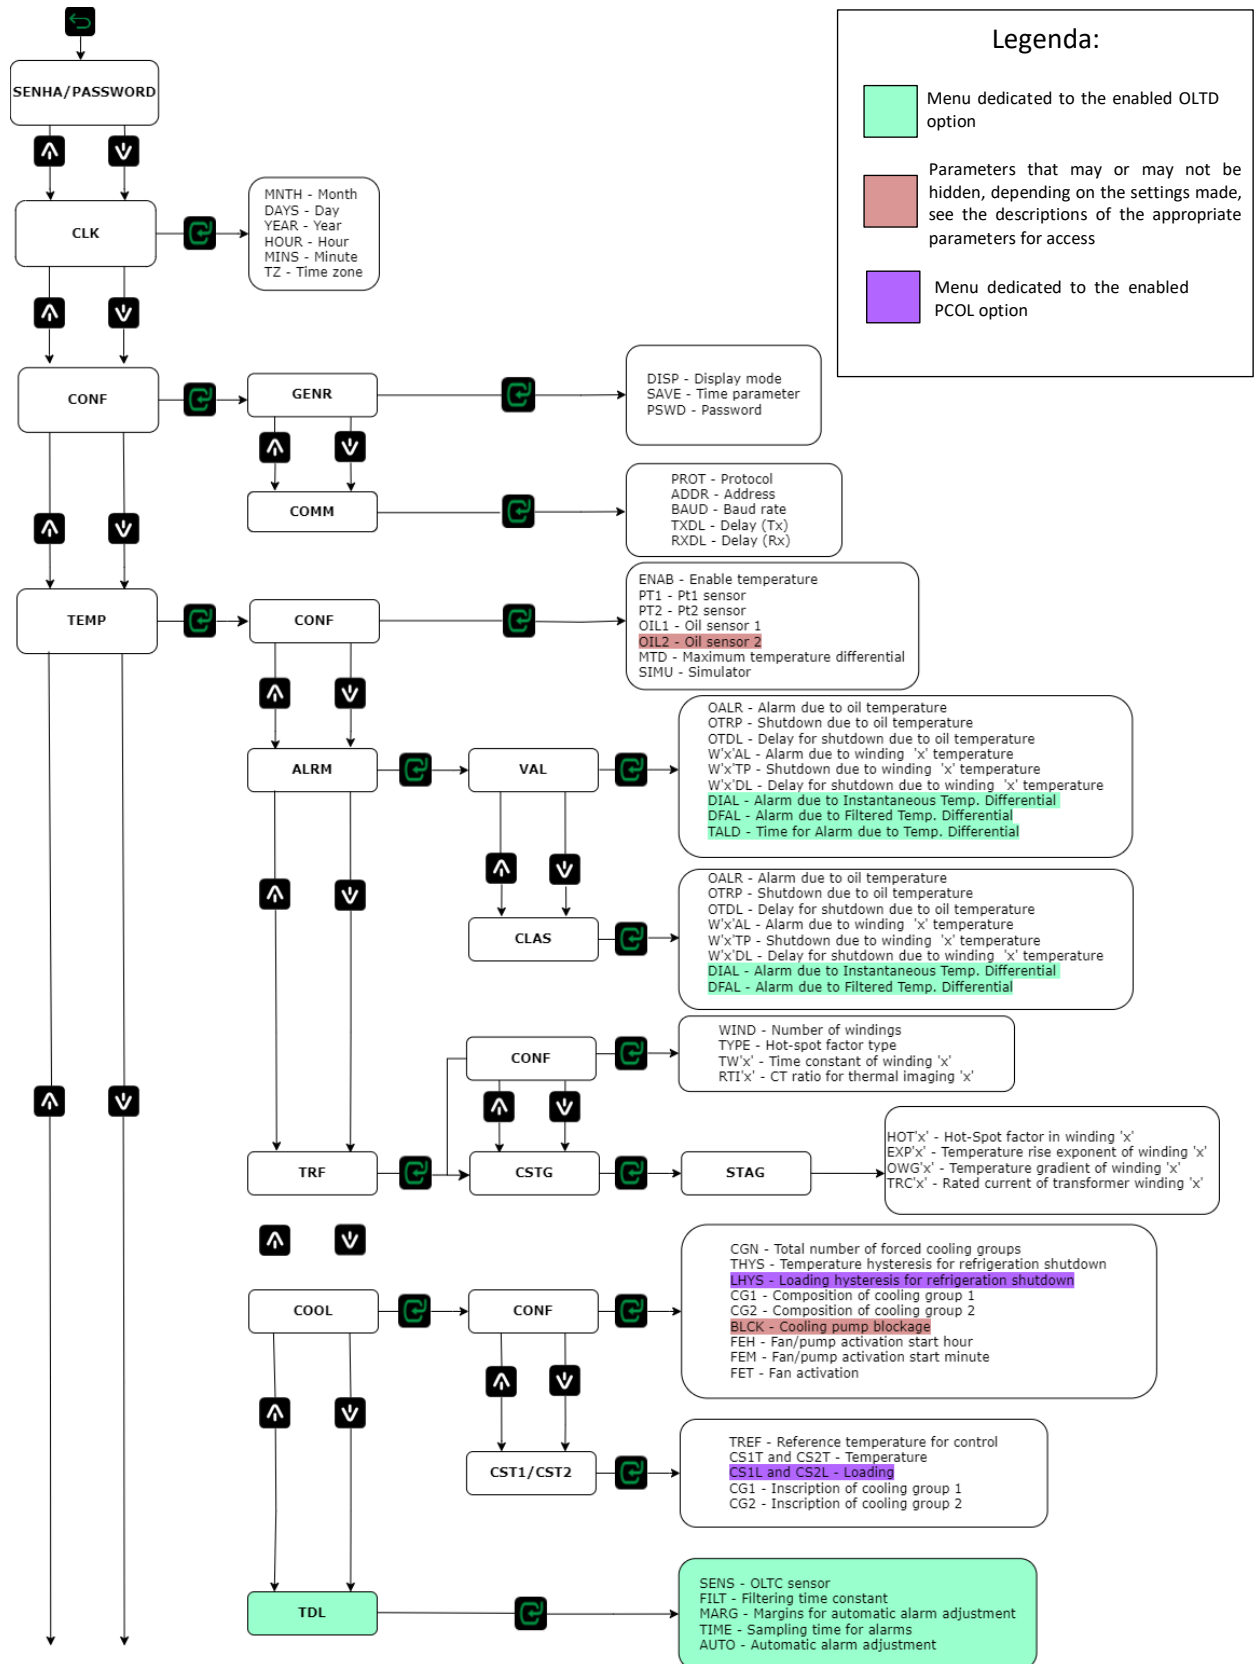 Legenda:
Menu dedicated to the enabled OLTD
option
Parameters that may or may not be
hidden, depending on the settings made,
see the descriptions of the appropriate
parameters for access
Menu dedicated to the enabled
PCOL option
SENHA/PASSWORD
CLK
MNTH - Month
DAYS - Day
YEAR - Year
HOUR - Hour
MINS - Minute
TZ - Time zone
CONF
GENR
DISP - Display mode
SAVE - Time parameter
PSWD - Password
COMM
PROT - Protocol
ADDR - Address
BAUD - Baud rate
TXDL - Delay (Tx)
RXDL - Delay (Rx)
TEMP
CONF
ENAB - Enable temperature
PT1 - Pt1 sensor
PT2 - Pt2 sensor
OIL1 - Oil sensor 1
OIL2 - Oil sensor 2
MTD - Maximum temperature differential
SIMU - Simulator
ALRM
VAL
OALR - Alarm due to oil temperature
OTRP - Shutdown due to oil temperature
OTDL - Delay for shutdown due to oil temperature
W'x'AL - Alarm due to winding 'x' temperature
W'x'TP - Shutdown due to winding 'x' temperature
W'x'DL - Delay for shutdown due to winding 'x' temperature
DIAL - Alarm due to Instantaneous Temp. Differential
DFAL - Alarm due to Filtered Temp. Differential
TALD - Time for Alarm due to Temp. Differential
CLAS
OALR - Alarm due to oil temperature
OTRP - Shutdown due to oil temperature
OTDL - Delay for shutdown due to oil temperature
W'x'AL - Alarm due to winding 'x' temperature
W'x'TP - Shutdown due to winding 'x' temperature
W'x'DL - Delay for shutdown due to winding 'x' temperature
DIAL - Alarm due to Instantaneous Temp. Differential
DFAL - Alarm due to Filtered Temp. Differential
TRF
CONF
WIND - Number of windings
TYPE - Hot-spot factor type
TW'x' - Time constant of winding 'x'
RTI'x' - CT ratio for thermal imaging 'x'
CSTG
STAG
HOT'x' - Hot-Spot factor in winding 'x'
EXP'x' - Temperature rise exponent of winding 'x'
OWG'x' - Temperature gradient of winding 'x'
TRC'x' - Rated current of transformer winding 'x'
COOL
CONF
CGN - Total number of forced cooling groups
THYS - Temperature hysteresis for refrigeration shutdown
LHYS - Loading hysteresis for refrigeration shutdown
CG1 - Composition of cooling group 1
CG2 - Composition of cooling group 2
BLCK - Cooling pump blockage
FEH - Fan/pump activation start hour
FEM - Fan/pump activation start minute
FET - Fan activation
CST1/CST2
TREF - Reference temperature for control
CS1T and CS2T - Temperature
CS1L and CS2L - Loading
CG1 - Inscription of cooling group 1
CG2 - Inscription of cooling group 2
TDL
SENS - OLTC sensor
FILT - Filtering time constant
MARG - Margins for automatic alarm adjustment
TIME - Sampling time for alarms
AUTO - Automatic alarm adjustment